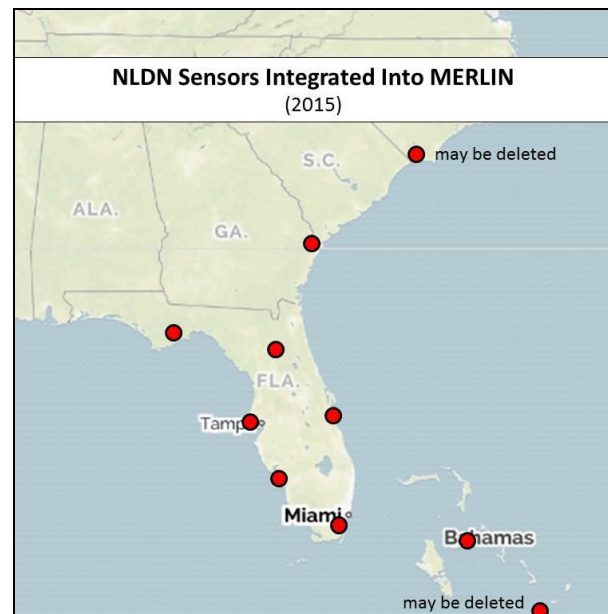 NLDN Sensors Integrated Into MERLIN
(2015)
S.C.
may be deleted
ALA.
GA.
FLA.
Tampa
Miami
Bahamas
may be deleted